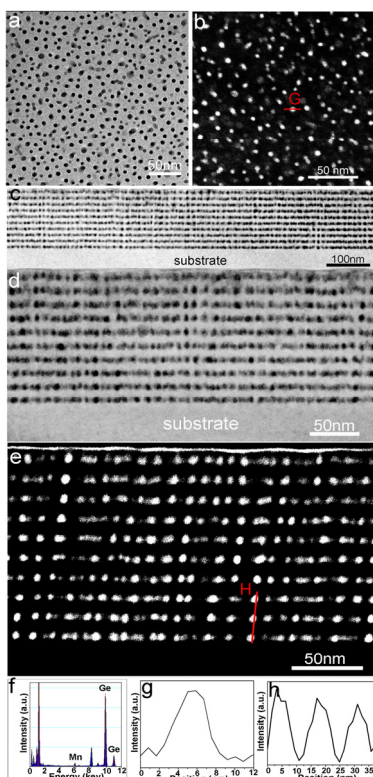 a
50nm
b
G
50 nm
c
substrate
100nm
d
substrate
50nm
e
H
50nm
f
Intensity (a.u.)
Ge
Mn
Ge
0 2 4 6 8 10 12
Energy (kev)
g
Intensity (a.u.)
0 2 4 6 8 10 12
h
Intensity (a.u.)
0 5 10 15 20 25 30 35
Position (nm)